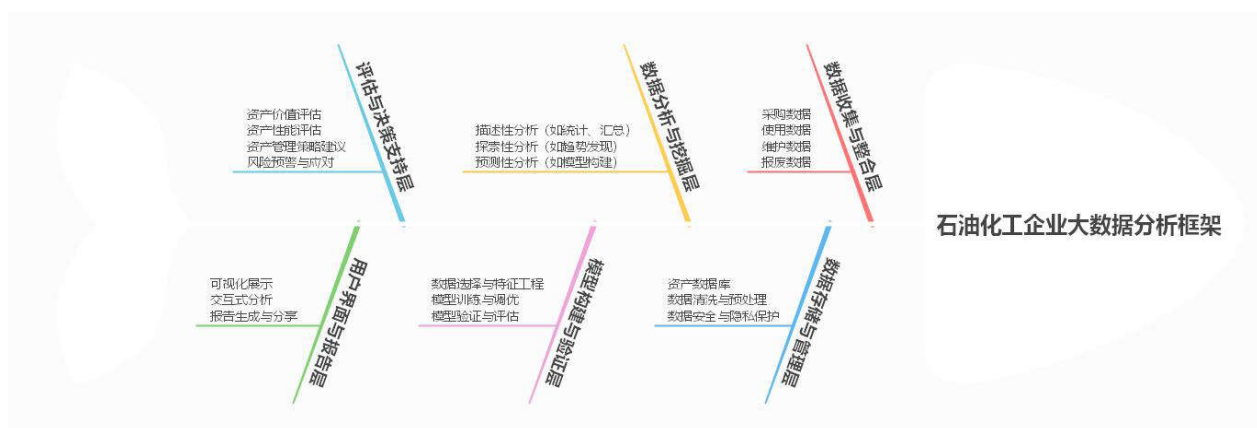 评估与决策支持层
资产价值评估
资产性能评估
资产管理策略建议
风险预警与应对
数据分析与挖掘层
描述性分析（如统计、汇总）
探索性分析（如趋势发现）
预测性分析（如模型构建）
数据收集与整合层
采购数据
使用数据
维护数据
报废数据
石油化工企业大数据分析框架
用户界面与报告层
可视化展示
交互式分析
报告生成与分享
模型构建与验证层
数据选择与特征工程
模型训练与调优
模型验证与评估
数据存储与管理层
资产数据库
数据清洗与预处理
数据安全与隐私保护